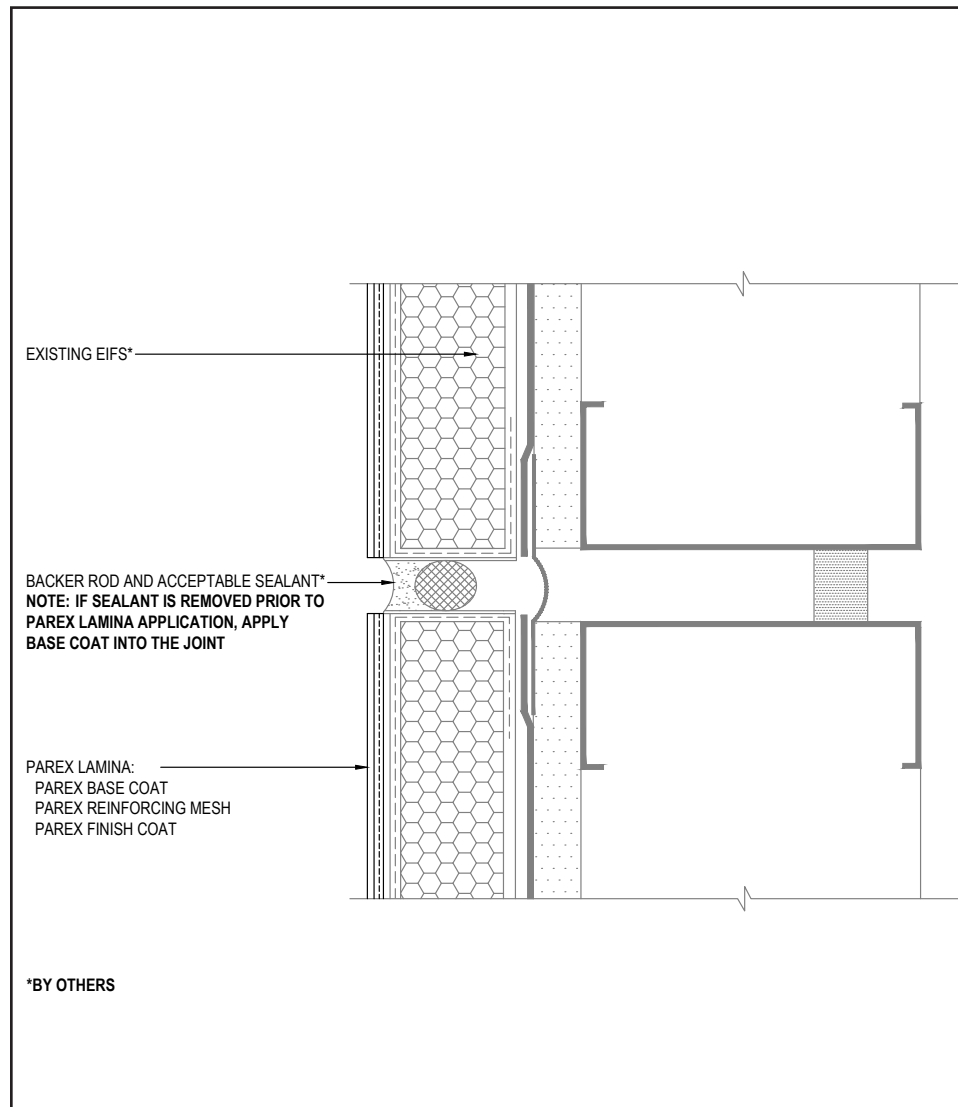 EXISTING EIFS*
BACKER ROD AND ACCEPTABLE SEALANT*
NOTE: IF SEALANT IS REMOVED PRIOR TO
PAREX LAMINA APPLICATION, APPLY
BASE COAT INTO THE JOINT
PAREX LAMINA:
PAREX BASE COAT
PAREX REINFORCING MESH
PAREX FINISH COAT
*BY OTHERS